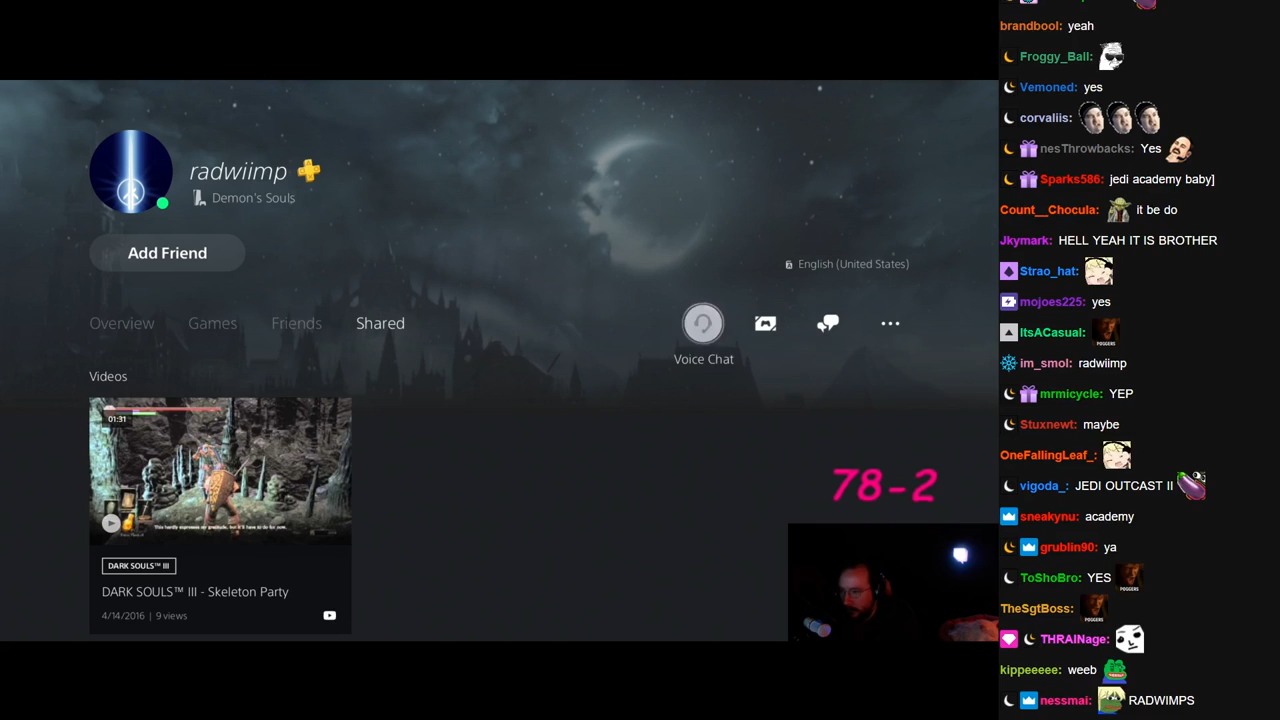 radwiimp
Demon's Souls
Add Friend
English (United States)
Overview
Games
Friends
Shared
Voice Chat
Videos
01:31
DARK SOULS™ III
DARK SOULS™ III - Skeleton Party
4/14/2016 | 9 views
78-2
brandbool: yeah
Froggy_Ball:
Vemoned: yes
corvaliis:
nesThrowbacks: Yes
Sparks586: jedi academy baby]
Count__Chocula: it be do
Jkymark: HELL YEAH IT IS BROTHER
Strao_hat:
mojoes225: yes
ItsACasual: POGGERS
im_smol: radwiimp
mrmicycle: YEP
Stuxnewt: maybe
OneFallingLeaf_:
vigoda_: JEDI OUTCAST II
sneakynu: academy
grublin90: ya
ToShoBro: YES POGGERS
TheSgtBoss: POGGERS
THRAINage:
kippeeeee: weeb
nessmai: RADWIMPS